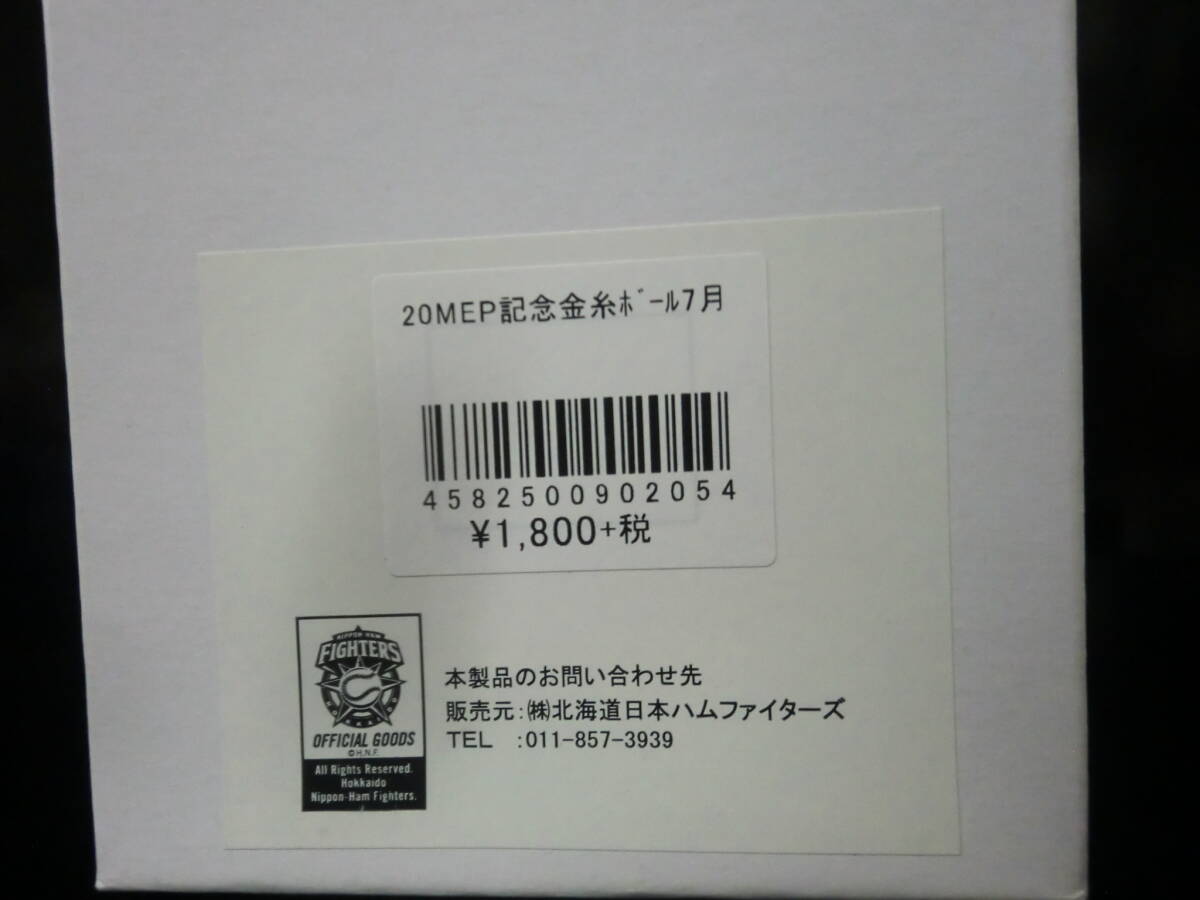 20MEP記念金糸ﾎﾞｰﾙ7月
4582500902054
¥1,800+税
NIPPON HAM
FIGHTERS
OFFICIAL GOODS
©H.N.F.
All Rights Reserved.
Hokkaido
Nippon-Ham Fighters.
本製品のお問い合わせ先
販売元:㈱北海道日本ハムファイターズ
TEL :011-857-3939